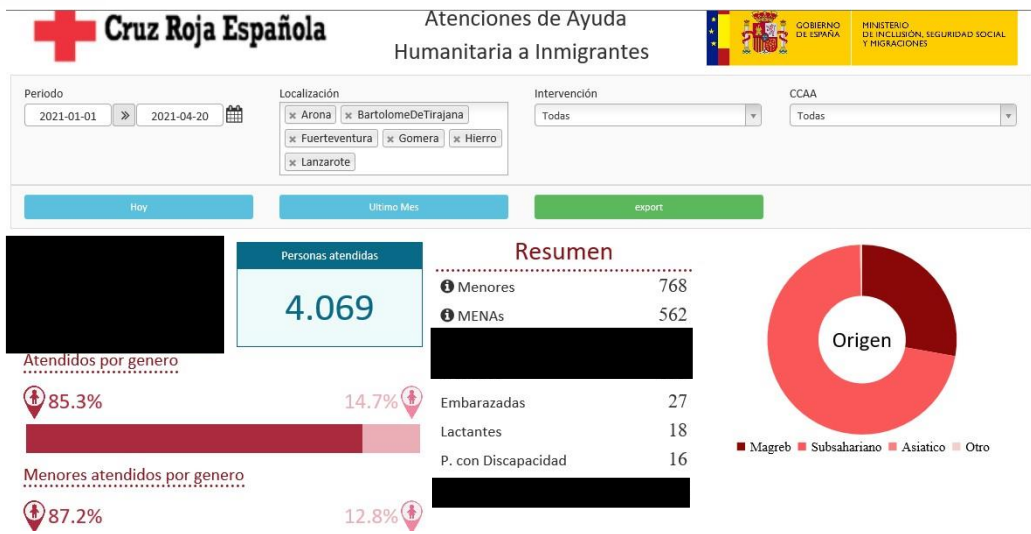 Cruz Roja Española
Atenciones de Ayuda
Humanitaria a Inmigrantes
GOBIERNO
DE ESPAÑA
MINISTERIO
DE INCLUSIÓN, SEGURIDAD SOCIAL
Y MIGRACIONES
Periodo
2021-01-01 » 2021-04-20
Localización
× Arona × BartolomeDeTirajana
× Fuerteventura × Gomera × Hierro
× Lanzarote
Intervención
Todas
CCAA
Todas
Hoy
Ultimo Mes
export
Personas atendidas
4.069
Atendidos por genero
85.3% 14.7%
Menores atendidos por genero
87.2% 12.8%
Resumen
Menores 768
MENAs 562
Embarazadas 27
Lactantes 18
P. con Discapacidad 16
Origen
Magreb Subsahariano Asiatico Otro